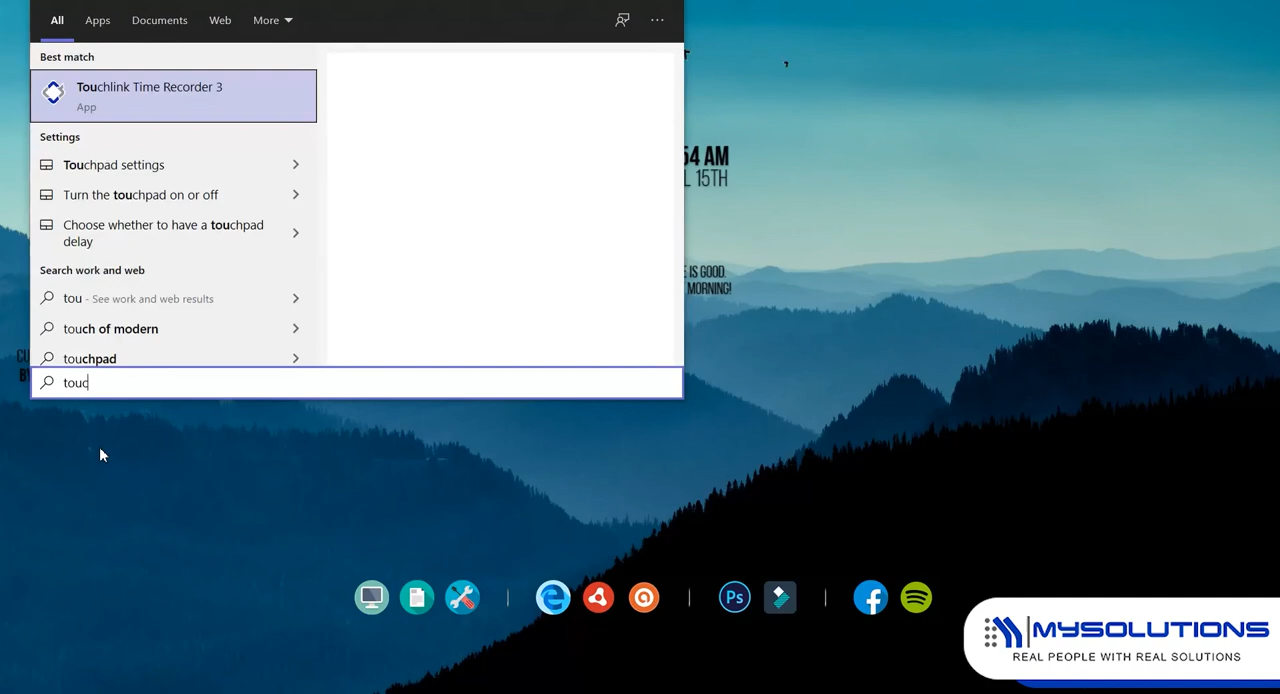 All Apps Documents Web More
Best match
Touchlink Time Recorder 3
App
Settings
Touchpad settings
Turn the touchpad on or off
Choose whether to have a touchpad
delay
Search work and web
tou - See work and web results
touch of modern
touchpad
touc
54 AM
15TH
IS GOOD.
MORNING!
Ps
MYSOLUTIONS
REAL PEOPLE WITH REAL SOLUTIONS